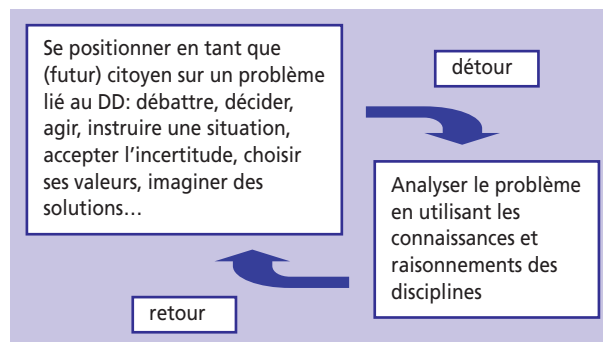 Se positionner en tant que
(futur) citoyen sur un problème
lié au DD: débattre, décider,
agir, instruire une situation,
accepter l’incertitude, choisir
ses valeurs, imaginer des
solutions…
détour
Analyser le problème
en utilisant les
connaissances et
raisonnements des
disciplines
retour